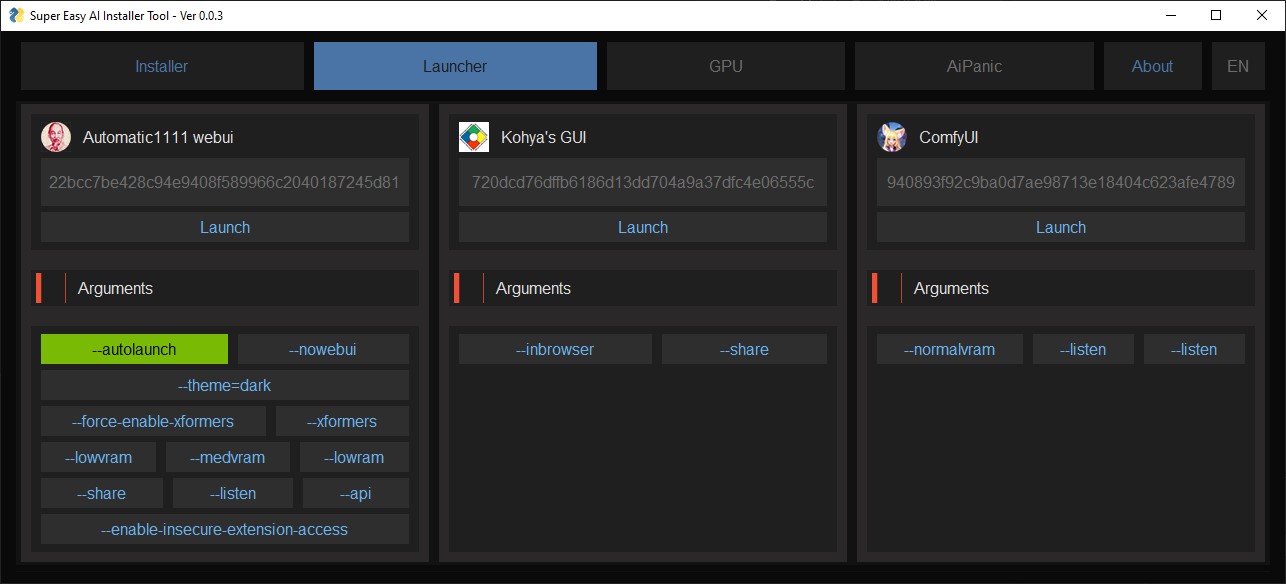 Super Easy AI Installer Tool - Ver 0.0.3
Installer
Launcher
GPU
AiPanic
About
EN
Automatic1111 webui
22bcc7be428c94e9408f589966c2040187245d81
Launch
Arguments
--autolaunch
--nowebui
--theme=dark
--force-enable-xformers
--xformers
--lowvram
--medvram
--lowram
--share
--listen
--api
--enable-insecure-extension-access
Kohya's GUI
720dcd76dffb6186d13dd704a9a37dfc4e06555c
Launch
Arguments
--inbrowser
--share
ComfyUI
940893f92c9ba0d7ae98713e18404c623afe4789
Launch
Arguments
--normalvram
--listen
--listen